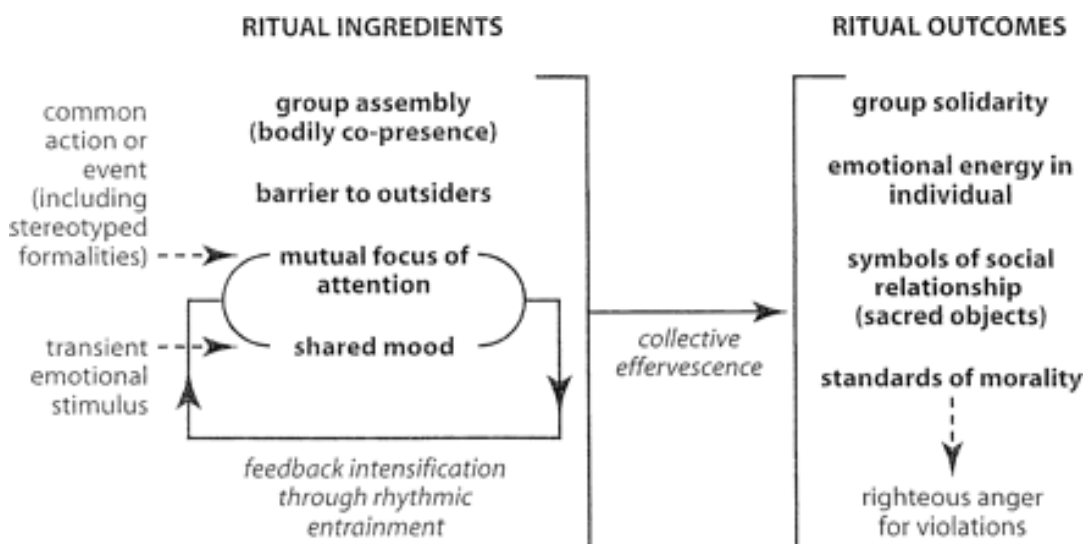 RITUAL INGREDIENTS
common
action or
event
(including
stereotyped
formalities)
transient
emotional
stimulus
group assembly
(bodily co-presence)
barrier to outsiders
mutual focus of
attention
shared mood
feedback intensification
through rhythmic
entrainment
collective
effervescence
RITUAL OUTCOMES
group solidarity
emotional energy in
individual
symbols of social
relationship
(sacred objects)
standards of morality
righteous anger
for violations